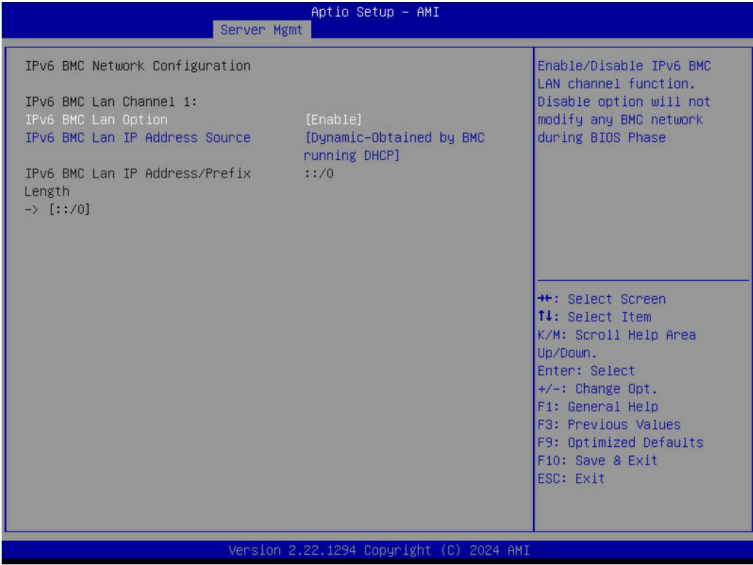 Aptio Setup – AMI
Server Mgmt
IPv6 BMC Network Configuration
IPv6 BMC Lan Channel 1:
IPv6 BMC Lan Option [Enable]
IPv6 BMC Lan IP Address Source [Dynamic-Obtained by BMC
running DHCP]
IPv6 BMC Lan IP Address/Prefix ::/0
Length
-> [::/0]
Enable/Disable IPv6 BMC
LAN channel function.
Disable option will not
modify any BMC network
during BIOS Phase
→←: Select Screen
↑↓: Select Item
K/M: Scroll Help Area
Up/Down.
Enter: Select
+/-: Change Opt.
F1: General Help
F3: Previous Values
F9: Optimized Defaults
F10: Save & Exit
ESC: Exit
Version 2.22.1294 Copyright (C) 2024 AMI